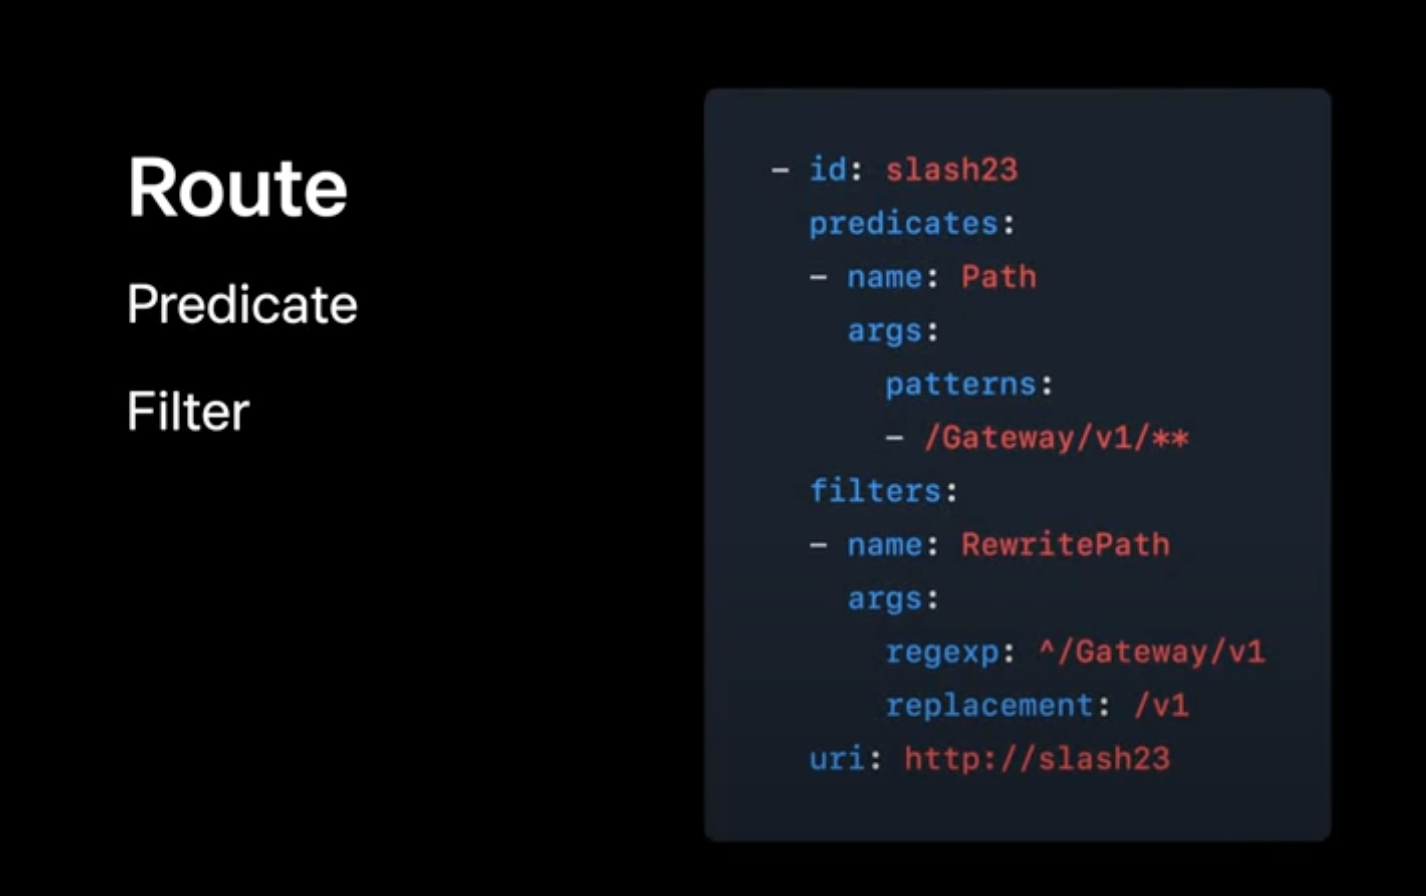 Route
Predicate
Filter
- id: slash23
predicates:
- name: Path
args:
patterns:
- /Gateway/v1/**
filters:
- name: RewritePath
args:
regexp: ^/Gateway/v1
replacement: /v1
uri: http://slash23